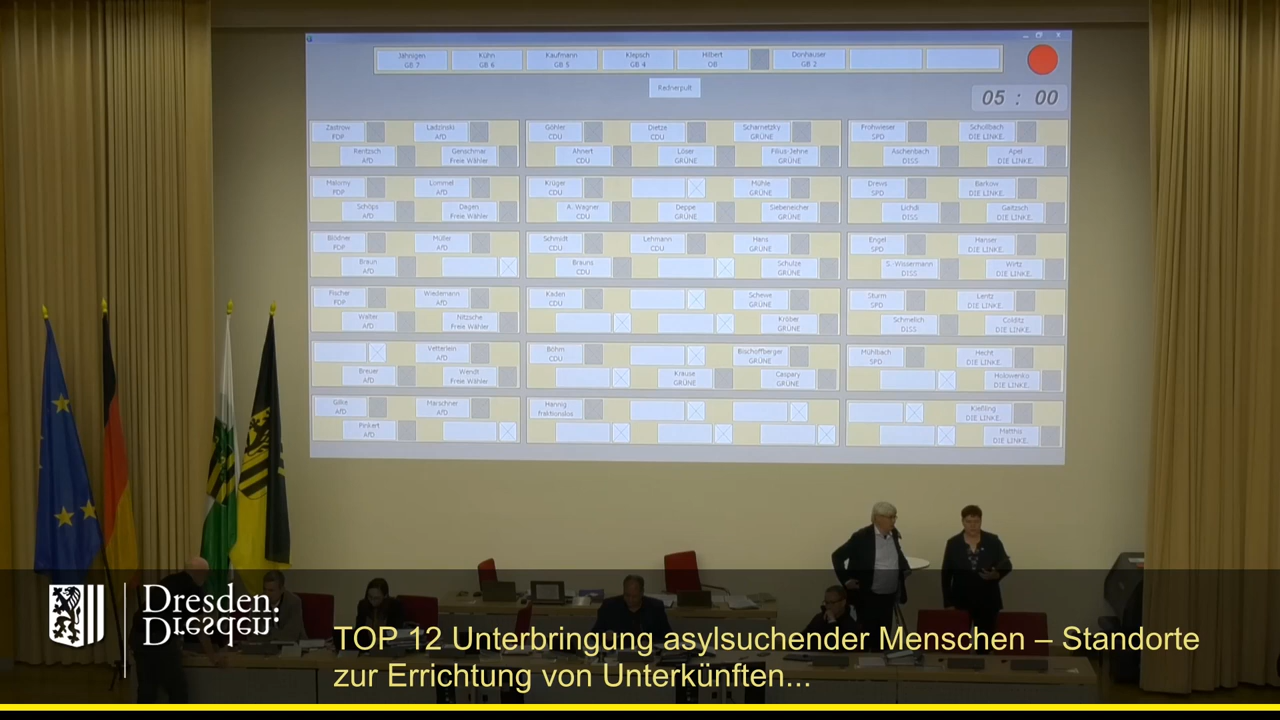 Jähnigen Kühn Kaufmann Klepsch Hilbert Donhauser
GB 7 GB 6 GB 5 GB 4 OB GB 2
Rednerpult
05 : 00
Zastrow Ladzinski Göhler Dietze Scharnetzky Frohwieser Schollbach
FDP AfD CDU CDU GRÜNE SPD DIE LINKE.
Rentzsch Genschmar Ahnert Löser Filius-Jehne Aschenbach Apel
AfD Freie Wähler CDU GRÜNE GRÜNE DISS DIE LINKE.
Malorny Lommel Krüger Mühle Drews Barkow
FDP AfD CDU GRÜNE SPD DIE LINKE.
Schöps Dagen A. Wagner Deppe Siebeneicher Lichdi Gaitzsch
AfD Freie Wähler CDU GRÜNE GRÜNE DISS DIE LINKE.
Blödner Müller Schmidt Lehmann Hans Engel Hanser
FDP AfD CDU CDU GRÜNE SPD DIE LINKE.
Braun Brauns Schulze S. Wissermann Wirtz
AfD CDU GRÜNE DISS DIE LINKE.
Fischer Wiedemann Kaden Schewe Sturm Lentz
FDP AfD CDU GRÜNE SPD DIE LINKE.
Walter Nitzsche Kröber Schmelich Colditz
AfD Freie Wähler GRÜNE DISS DIE LINKE.
Vetterlein Böhm Bischoffberger Mühlbach Hecht
AfD CDU GRÜNE SPD DIE LINKE.
Breuer Wendt Krause Caspary Holowenko
AfD Freie Wähler GRÜNE GRÜNE DIE LINKE.
Gilke Marschner Hannig Kießling
AfD AfD fraktionslos DIE LINKE.
Pinkert Matthis
AfD DIE LINKE.
Dresden.
Dresden.
TOP 12 Unterbringung asylsuchender Menschen – Standorte
zur Errichtung von Unterkünften...